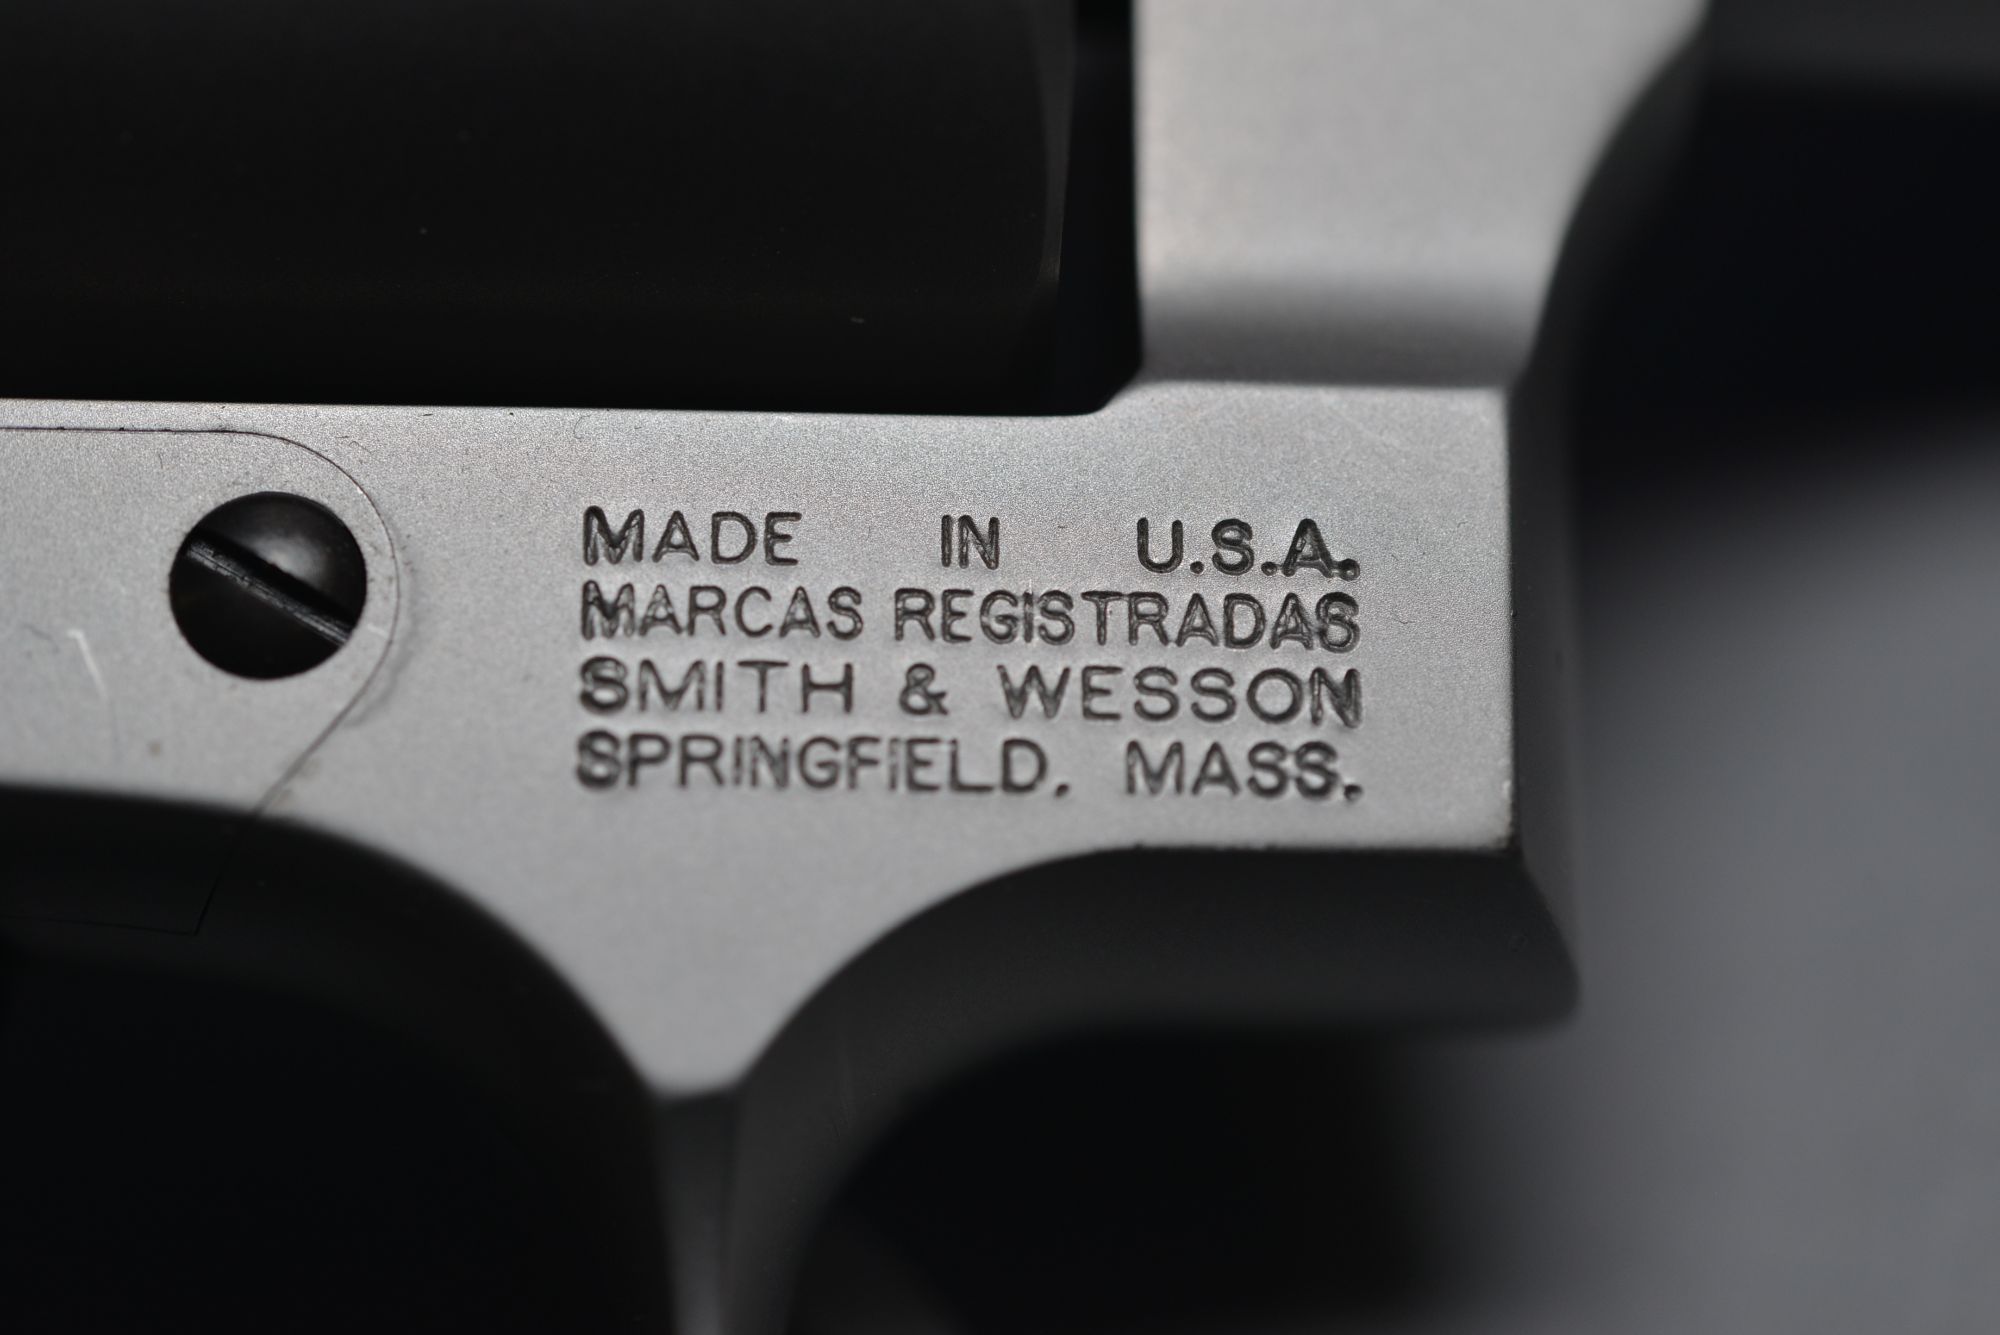 MADE IN U.S.A.
MARCAS REGISTRADAS
SMITH & WESSON
SPRINGFIELD, MASS.